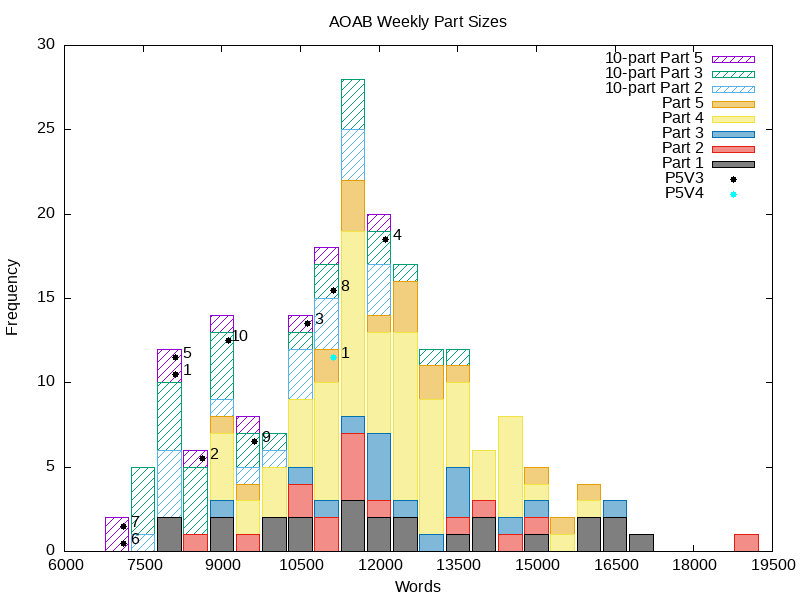 AOAB Weekly Part Sizes
30
25
20
15
10
5
0
Frequency
10-part Part 5
10-part Part 3
10-part Part 2
Part 5
Part 4
Part 3
Part 2
Part 1
P5V3
P5V4
4
8
3
10
1
5
1
9
2
7
6
6000 7500 9000 10500 12000 13500 15000 16500 18000 19500
Words